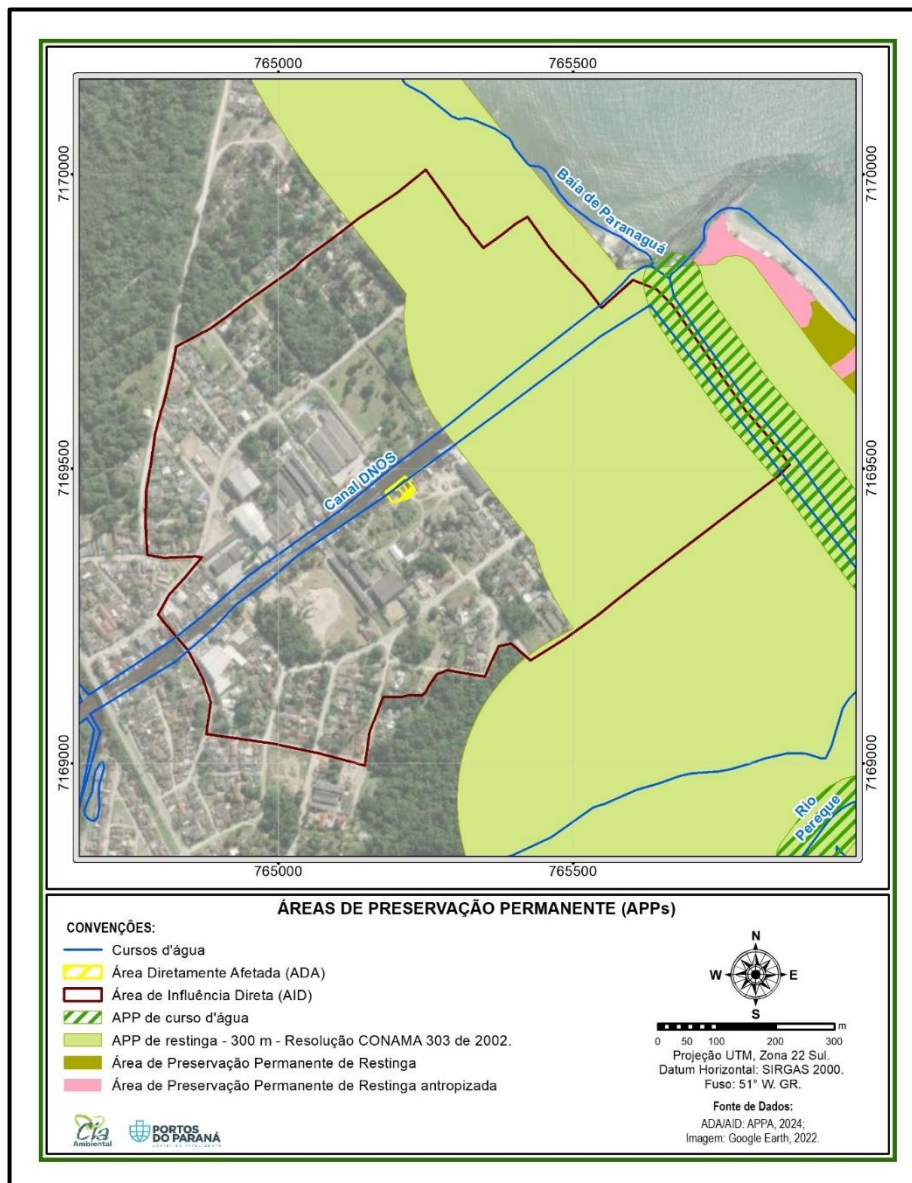 765000 765500
7170000 7170000
Baía de Paranaguá
7169500 7169500
Canal DNOS
7169000 7169000
Rio
Pereque
765000 765500
ÁREAS DE PRESERVAÇÃO PERMANENTE (APPs)
CONVENÇÕES:
Cursos d'água
Área Diretamente Afetada (ADA)
Área de Influência Direta (AID)
APP de curso d'água
APP de restinga - 300 m - Resolução CONAMA 303 de 2002.
Área de Preservação Permanente de Restinga
Área de Preservação Permanente de Restinga antropizada
N
W E
S
m
0 50 100 200 300
Projeção UTM, Zona 22 Sul.
Datum Horizontal: SIRGAS 2000.
Fuso: 51° W. GR.
Fonte de Dados:
ADA/AID: APPA, 2024;
Imagem: Google Earth, 2022.
Cia
Ambiental
PORTOS
DO PARANÁ